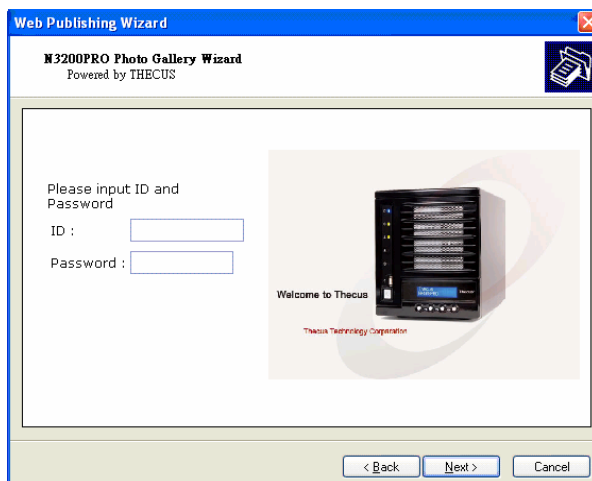 Web Publishing Wizard
N3200PRO Photo Gallery Wizard
Powered by THECUS
Please input ID and
Password
ID :
Password :
Welcome to Thecus
Thecus Technology Corporation
< Back
Next >
Cancel